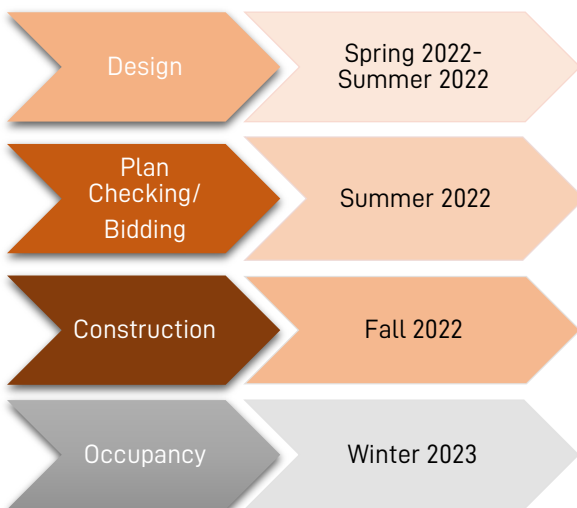 Design
Spring 2022-
Summer 2022
Plan
Checking/
Bidding
Summer 2022
Construction
Fall 2022
Occupancy
Winter 2023